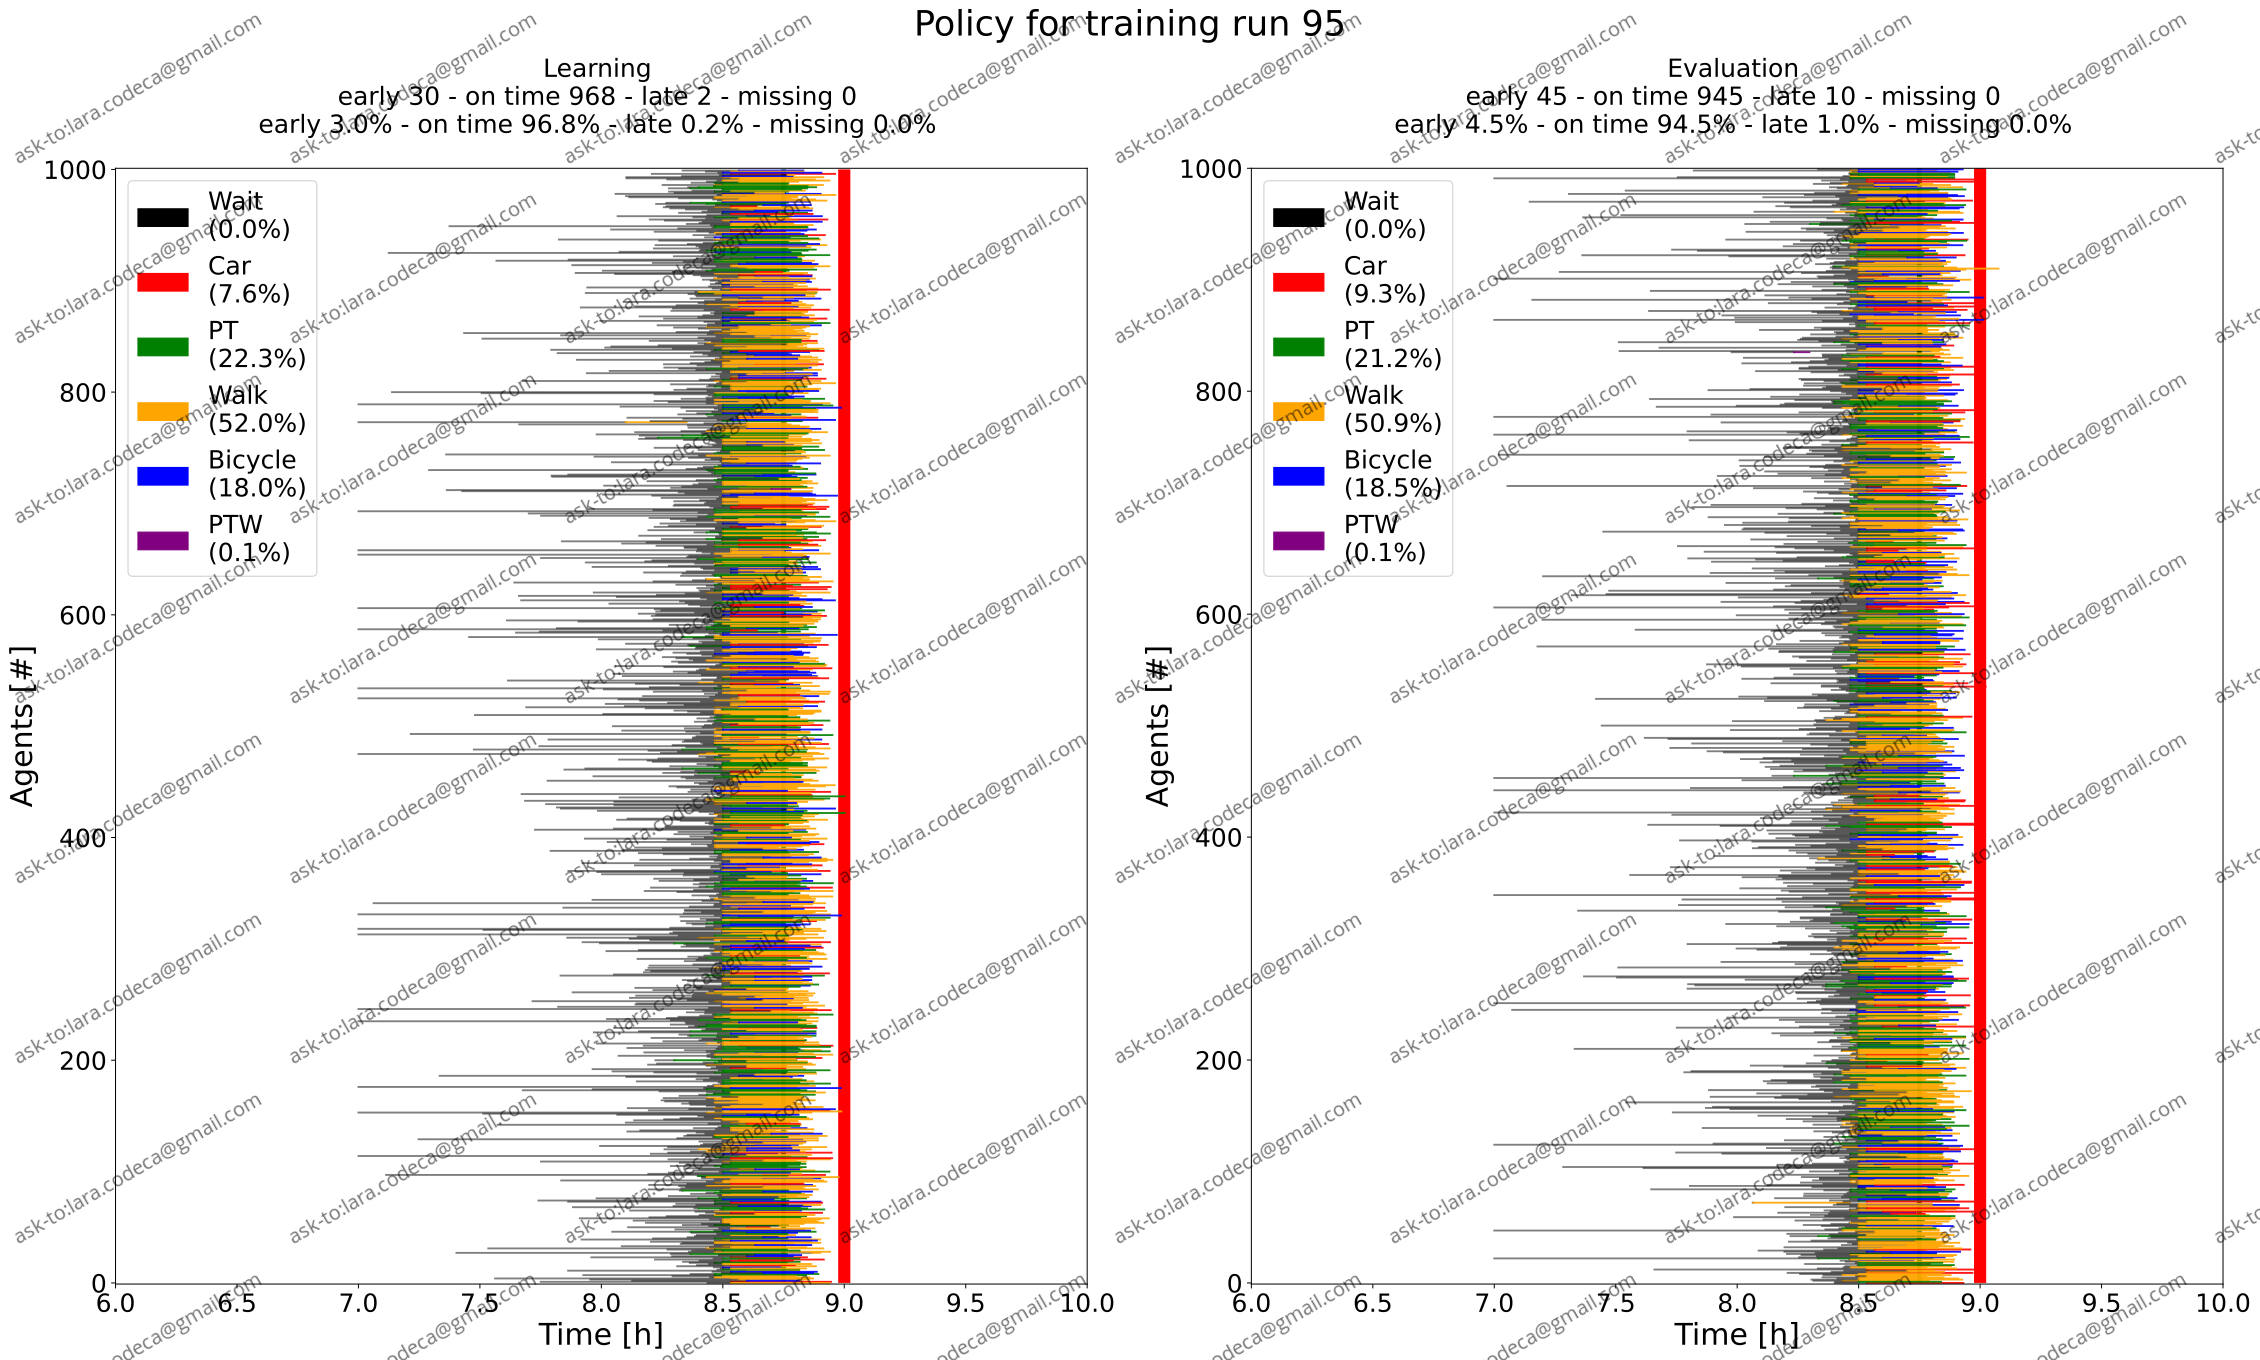 Policy for training run 95
Learning
early 30 - on time 968 - late 2 - missing 0
early 3.0% - on time 96.8% - late 0.2% - missing 0.0%
1000
800
600
400
200
0
Agents [#]
Wait
(0.0%)
Car
(7.6%)
PT
(22.3%)
Walk
(52.0%)
Bicycle
(18.0%)
PTW
(0.1%)
6.0 6.5 7.0 7.5 8.0 8.5 9.0 9.5 10.0
Time [h]
Evaluation
early 45 - on time 945 - late 10 - missing 0
early 4.5% - on time 94.5% - late 1.0% - missing 0.0%
1000
800
600
400
200
0
Agents [#]
Wait
(0.0%)
Car
(9.3%)
PT
(21.2%)
Walk
(50.9%)
Bicycle
(18.5%)
PTW
(0.1%)
6.0 6.5 7.0 7.5 8.0 8.5 9.0 9.5 10.0
Time [h]
ask-to:lara.codeca@gmail.com